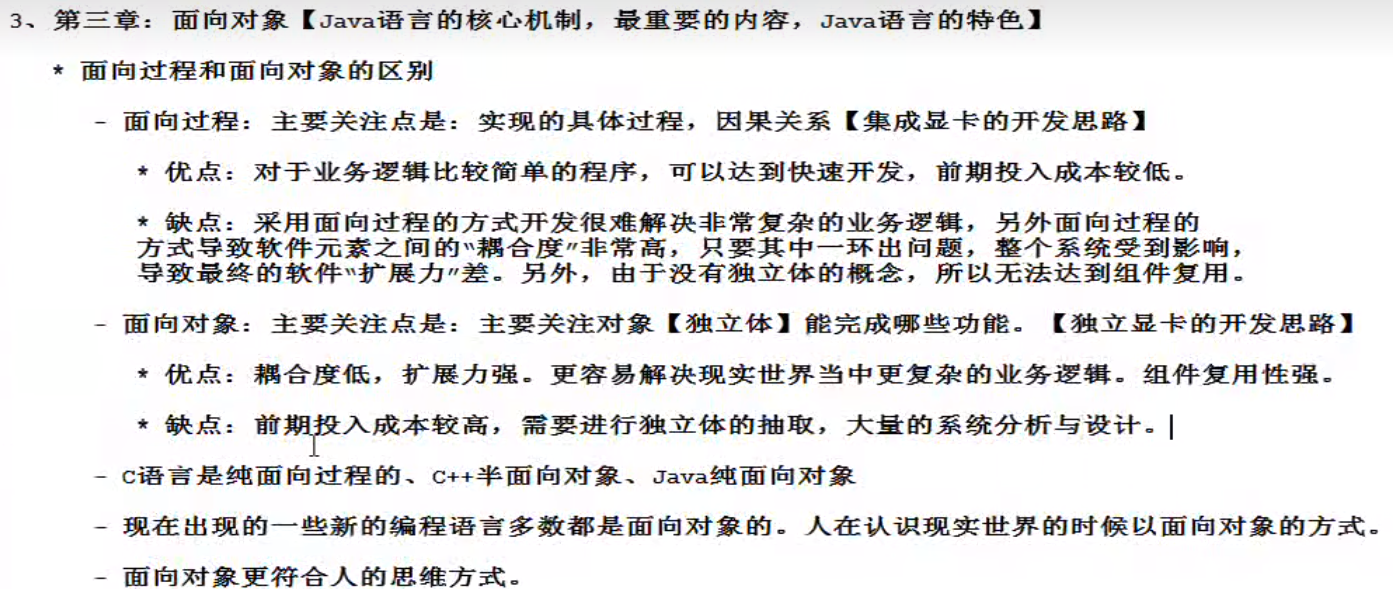 3、第三章：面向对象【Java语言的核心机制，最重要的内容，Java语言的特色】
* 面向过程和面向对象的区别
- 面向过程：主要关注点是：实现的具体过程，因果关系【集成显卡的开发思路】
* 优点：对于业务逻辑比较简单的程序，可以达到快速开发，前期投入成本较低。
* 缺点：采用面向过程的方式开发很难解决非常复杂的业务逻辑，另外面向过程的
方式导致软件元素之间的“耦合度”非常高，只要其中一环出问题，整个系统受到影响，
导致最终的软件“扩展力”差。另外，由于没有独立体的概念，所以无法达到组件复用。
- 面向对象：主要关注点是：主要关注对象【独立体】能完成哪些功能。【独立显卡的开发思路】
* 优点：耦合度低，扩展力强。更容易解决现实世界当中更复杂的业务逻辑。组件复用性强。
* 缺点：前期投入成本较高，需要进行独立体的抽取，大量的系统分析与设计。
- C语言是纯面向过程的、C++半面向对象、Java纯面向对象
- 现在出现的一些新的编程语言多数都是面向对象的。人在认识现实世界的时候以面向对象的方式。
- 面向对象更符合人的思维方式。